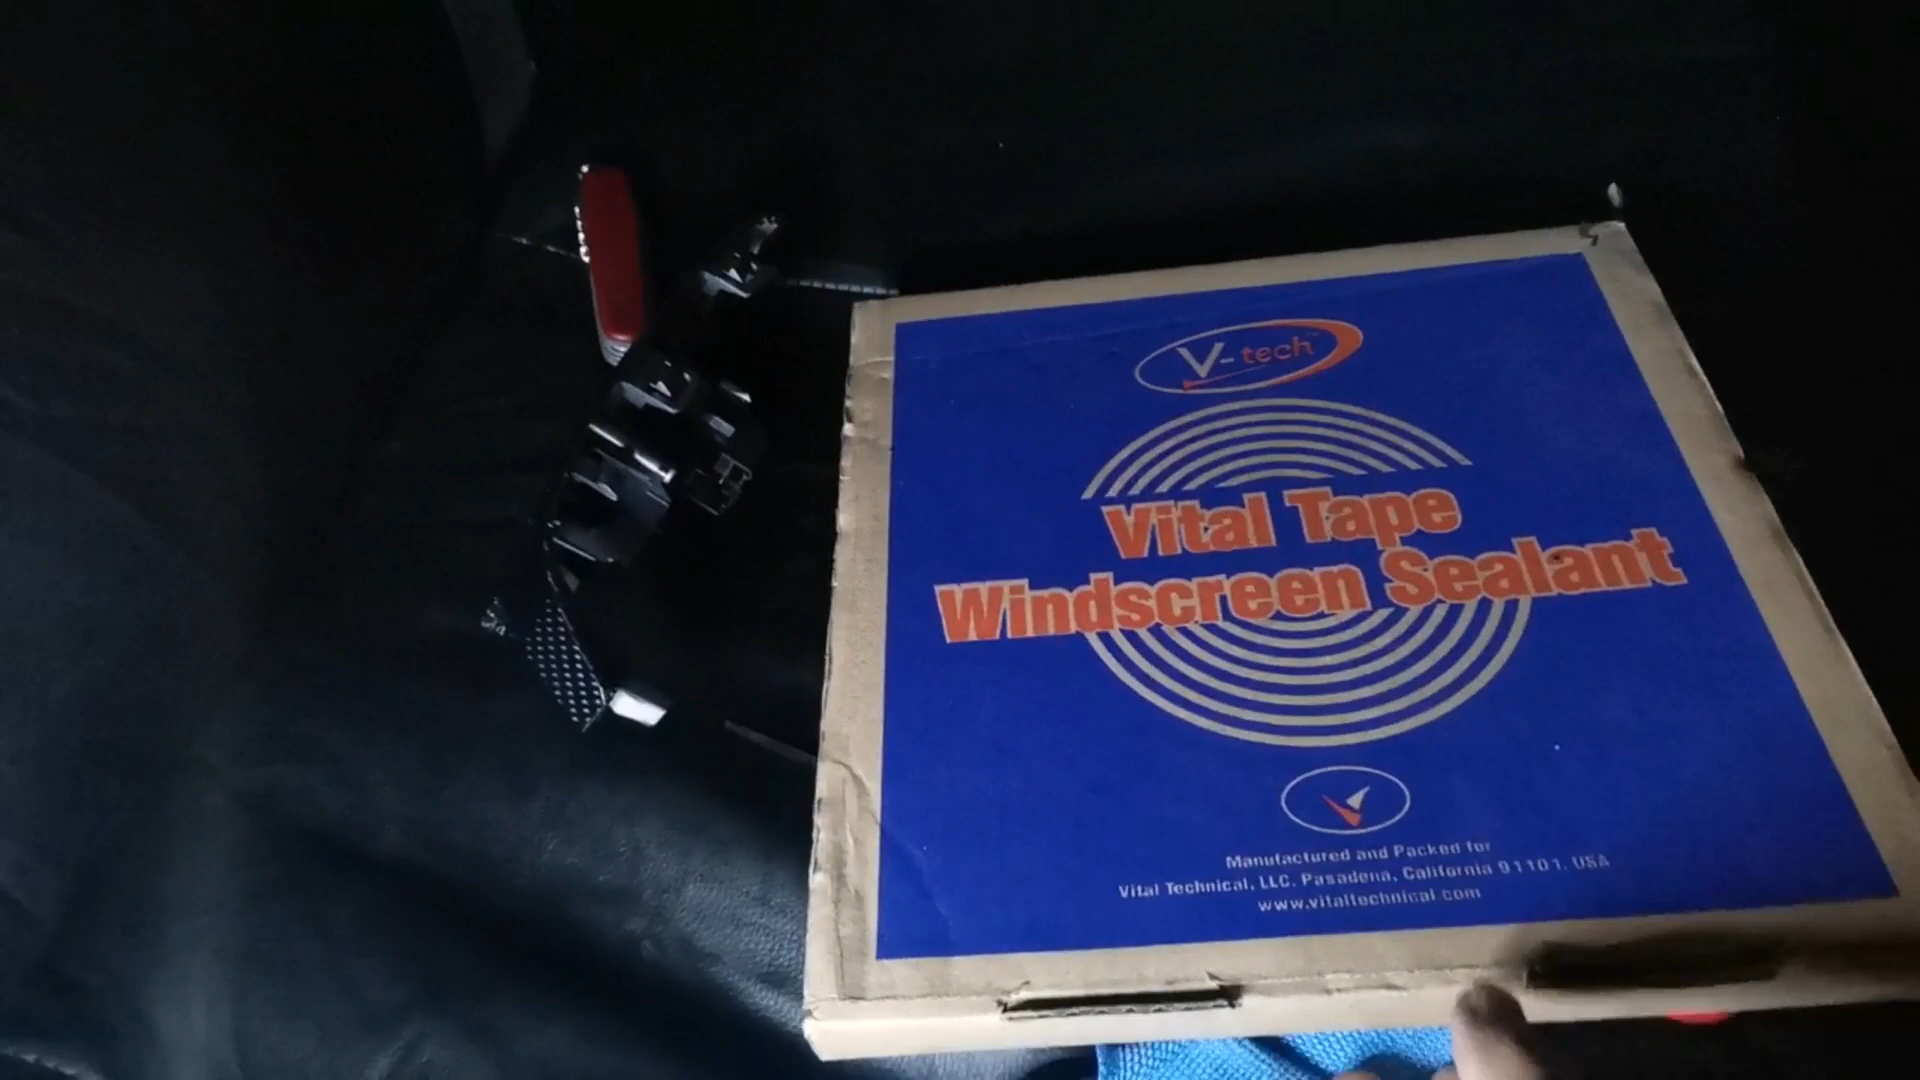 V-tech
Vital Tape
Windscreen Sealant
Manufactured and Packed for
Vital Technical, LLC. Pasadena, California 91101. USA
www.vitaltechnical.com